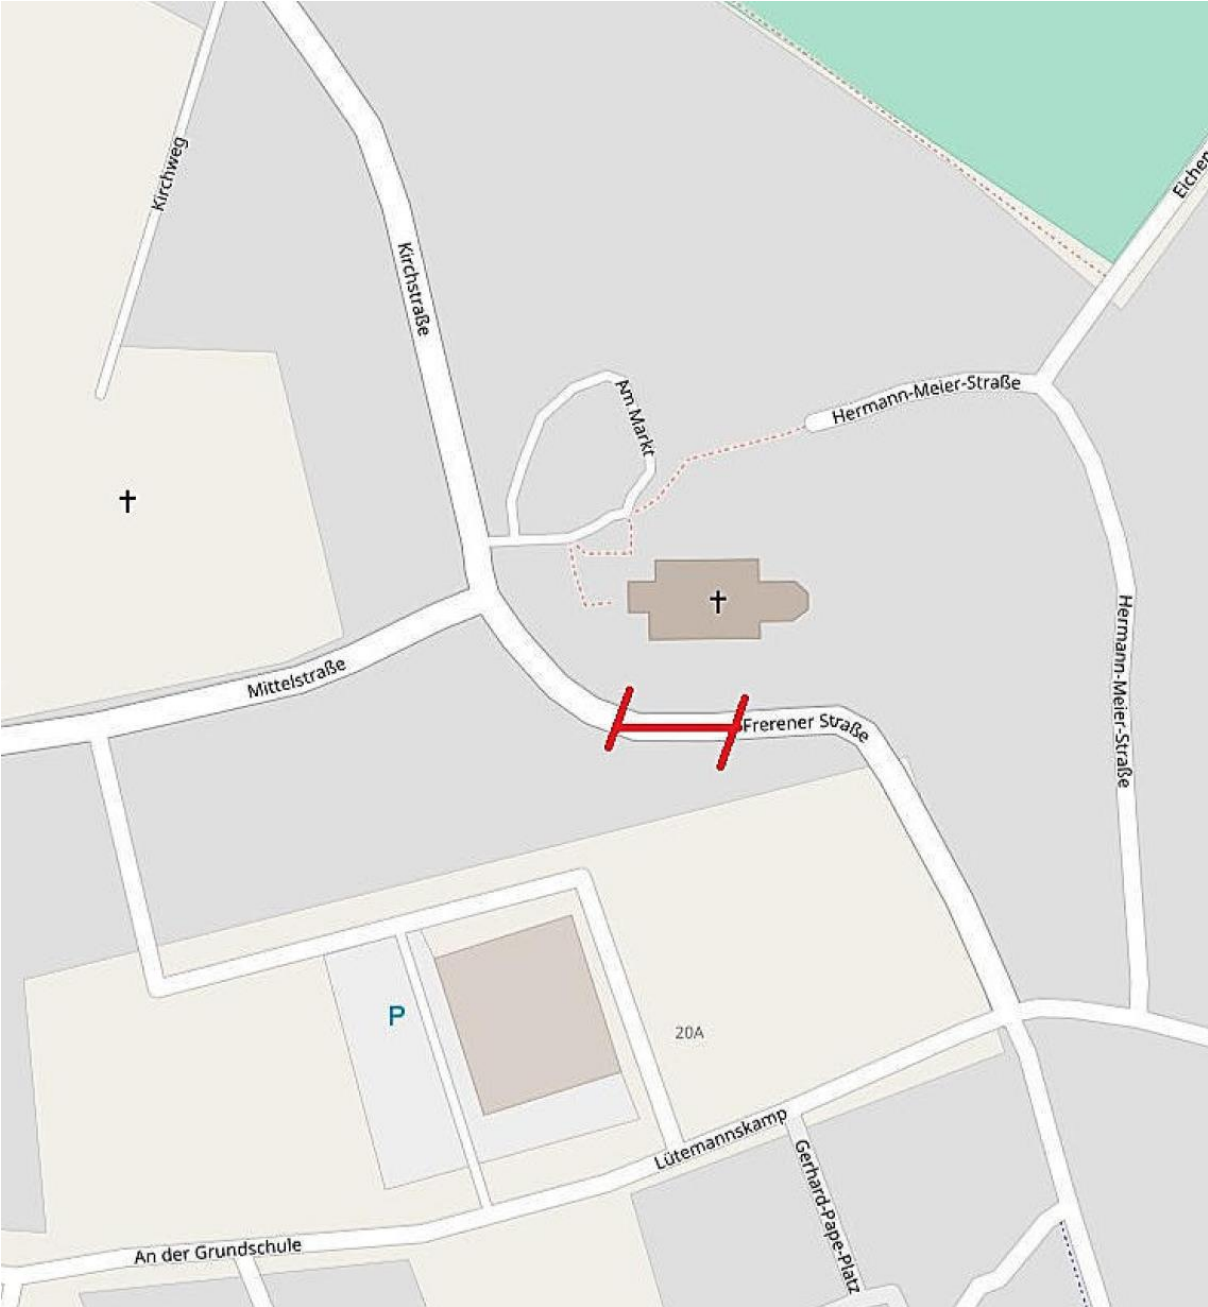 Kirchweg
Eichen
Kirchstraße
Am Markt
Hermann-Meier-Straße
Hermann-Meier-Straße
Mittelstraße
Frerener Straße
P
20A
Lütemannskamp
Gerhard-Pape-Platz
An der Grundschule